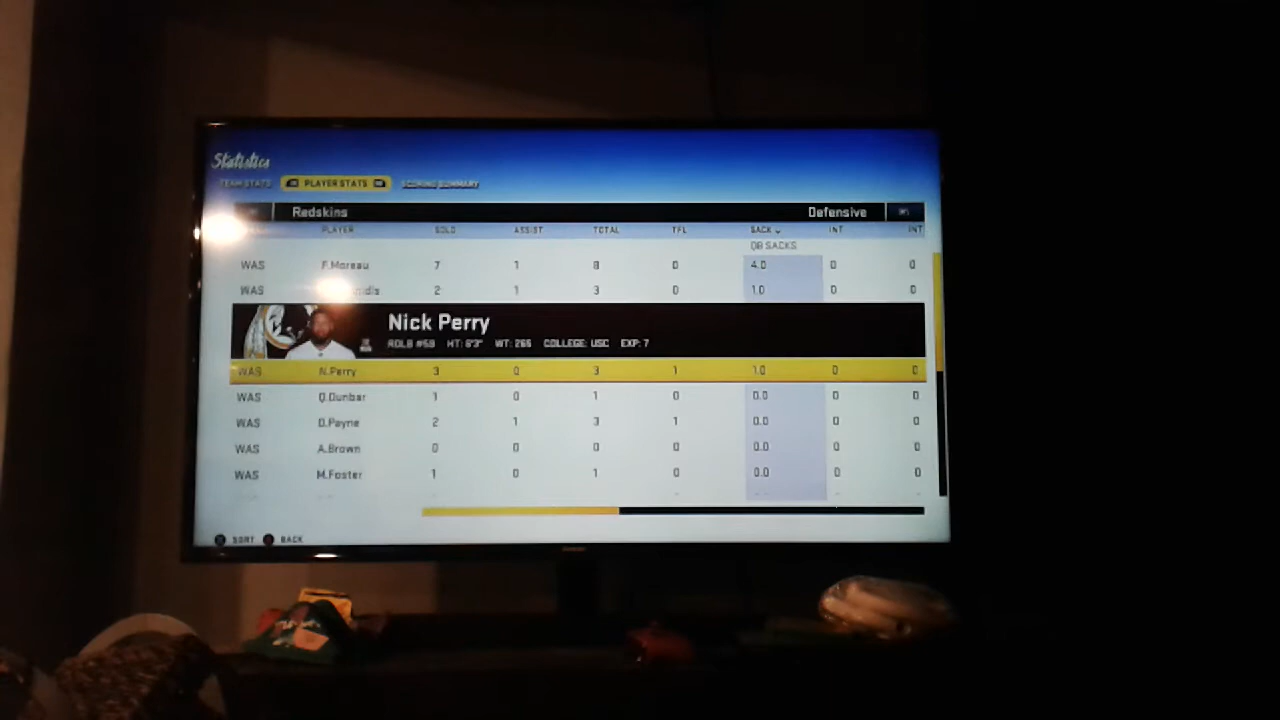 Statistics
TEAM STATS PLAYER STATS SCORING SUMMARY
Redskins Defensive
PLAYER SOLO ASSIST TOTAL TFL SACK INT INT
QB SACKS
WAS F.Moreau 7 1 8 0 4.0 0 0
WAS 2 1 3 0 1.0 0 0
Nick Perry
ROLB #59 HT: 6'3" WT: 265 COLLEGE: USC EXP: 7
WAS N.Perry 3 0 3 1 1.0 0 0
WAS Q.Dunbar 1 0 1 0 0.0 0 0
WAS D.Payne 2 1 3 1 0.0 0 0
WAS A.Brown 0 0 0 0 0.0 0 0
WAS M.Foster 1 0 1 0 0.0 0 0
SORT BACK